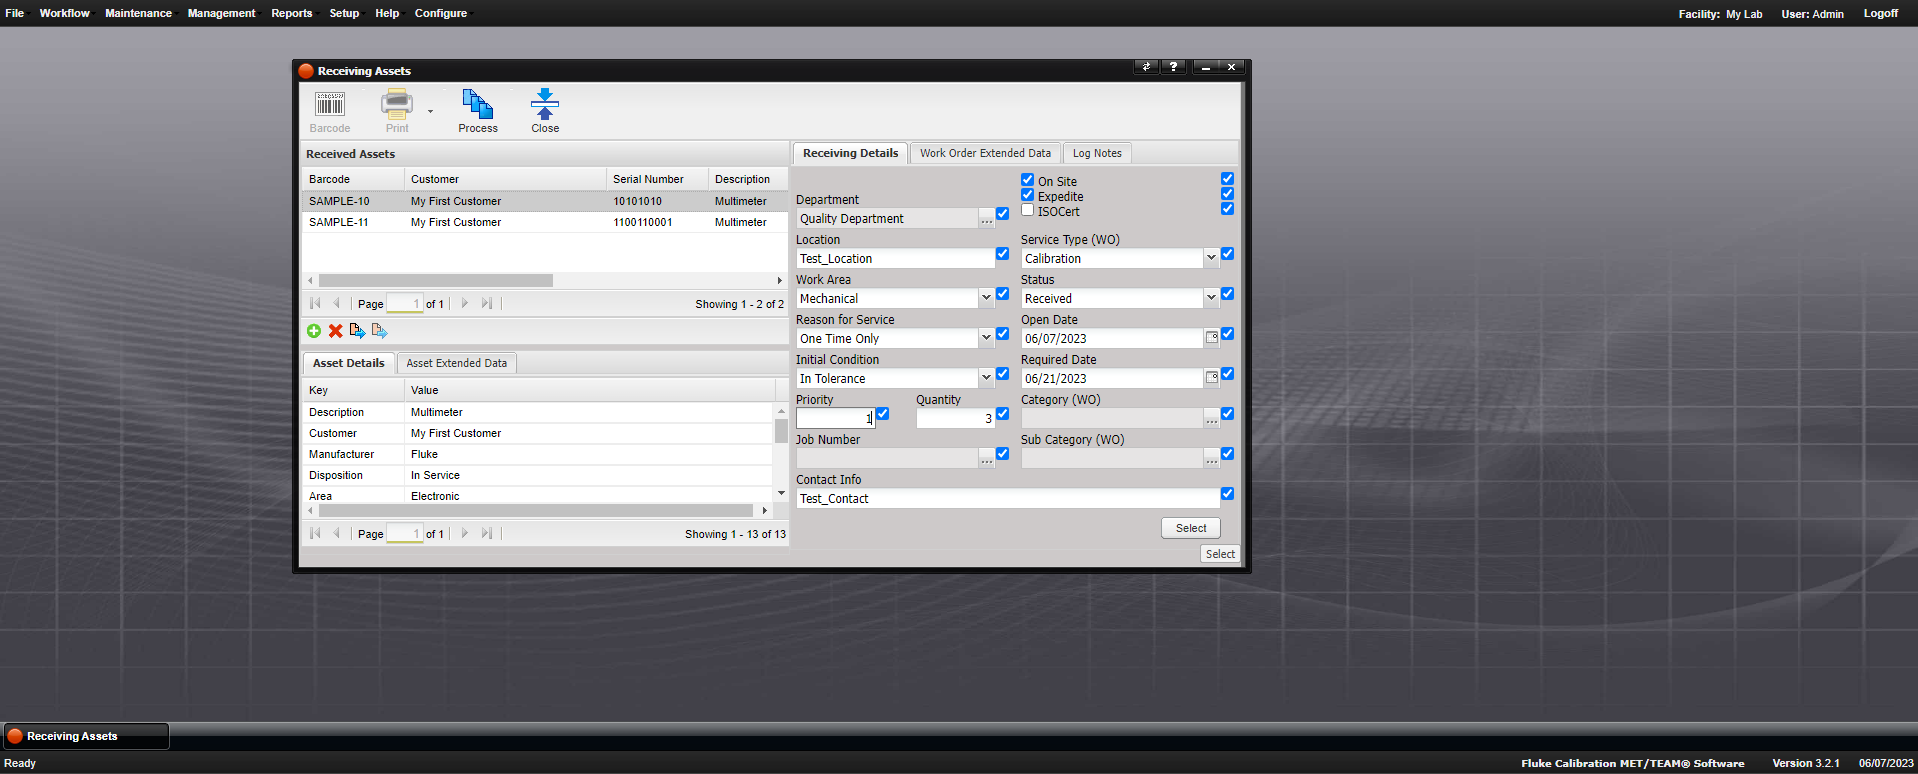 File Workflow Maintenance Management Reports Setup Help Configure Facility: My Lab User: Admin Logoff
Receiving Assets
Barcode Print Process Close
Received Assets
Barcode Customer Serial Number Description
SAMPLE-10 My First Customer 10101010 Multimeter
SAMPLE-11 My First Customer 1100110001 Multimeter
Page 1 of 1 Showing 1 - 2 of 2
Asset Details Asset Extended Data
Key Value
Description Multimeter
Customer My First Customer
Manufacturer Fluke
Disposition In Service
Area Electronic
Page 1 of 1 Showing 1 - 13 of 13
Receiving Details Work Order Extended Data Log Notes
On Site
Expedite
ISOCert
Department
Quality Department ...
Location Service Type (WO)
Test_Location Calibration
Work Area Status
Mechanical Received
Reason for Service Open Date
One Time Only 06/07/2023
Initial Condition Required Date
In Tolerance 06/21/2023
Priority Quantity Category (WO)
1 3 ...
Job Number Sub Category (WO)
... ...
Contact Info
Test_Contact
Select
Select
Receiving Assets
Ready Fluke Calibration MET/TEAM® Software Version 3.2.1 06/07/2023